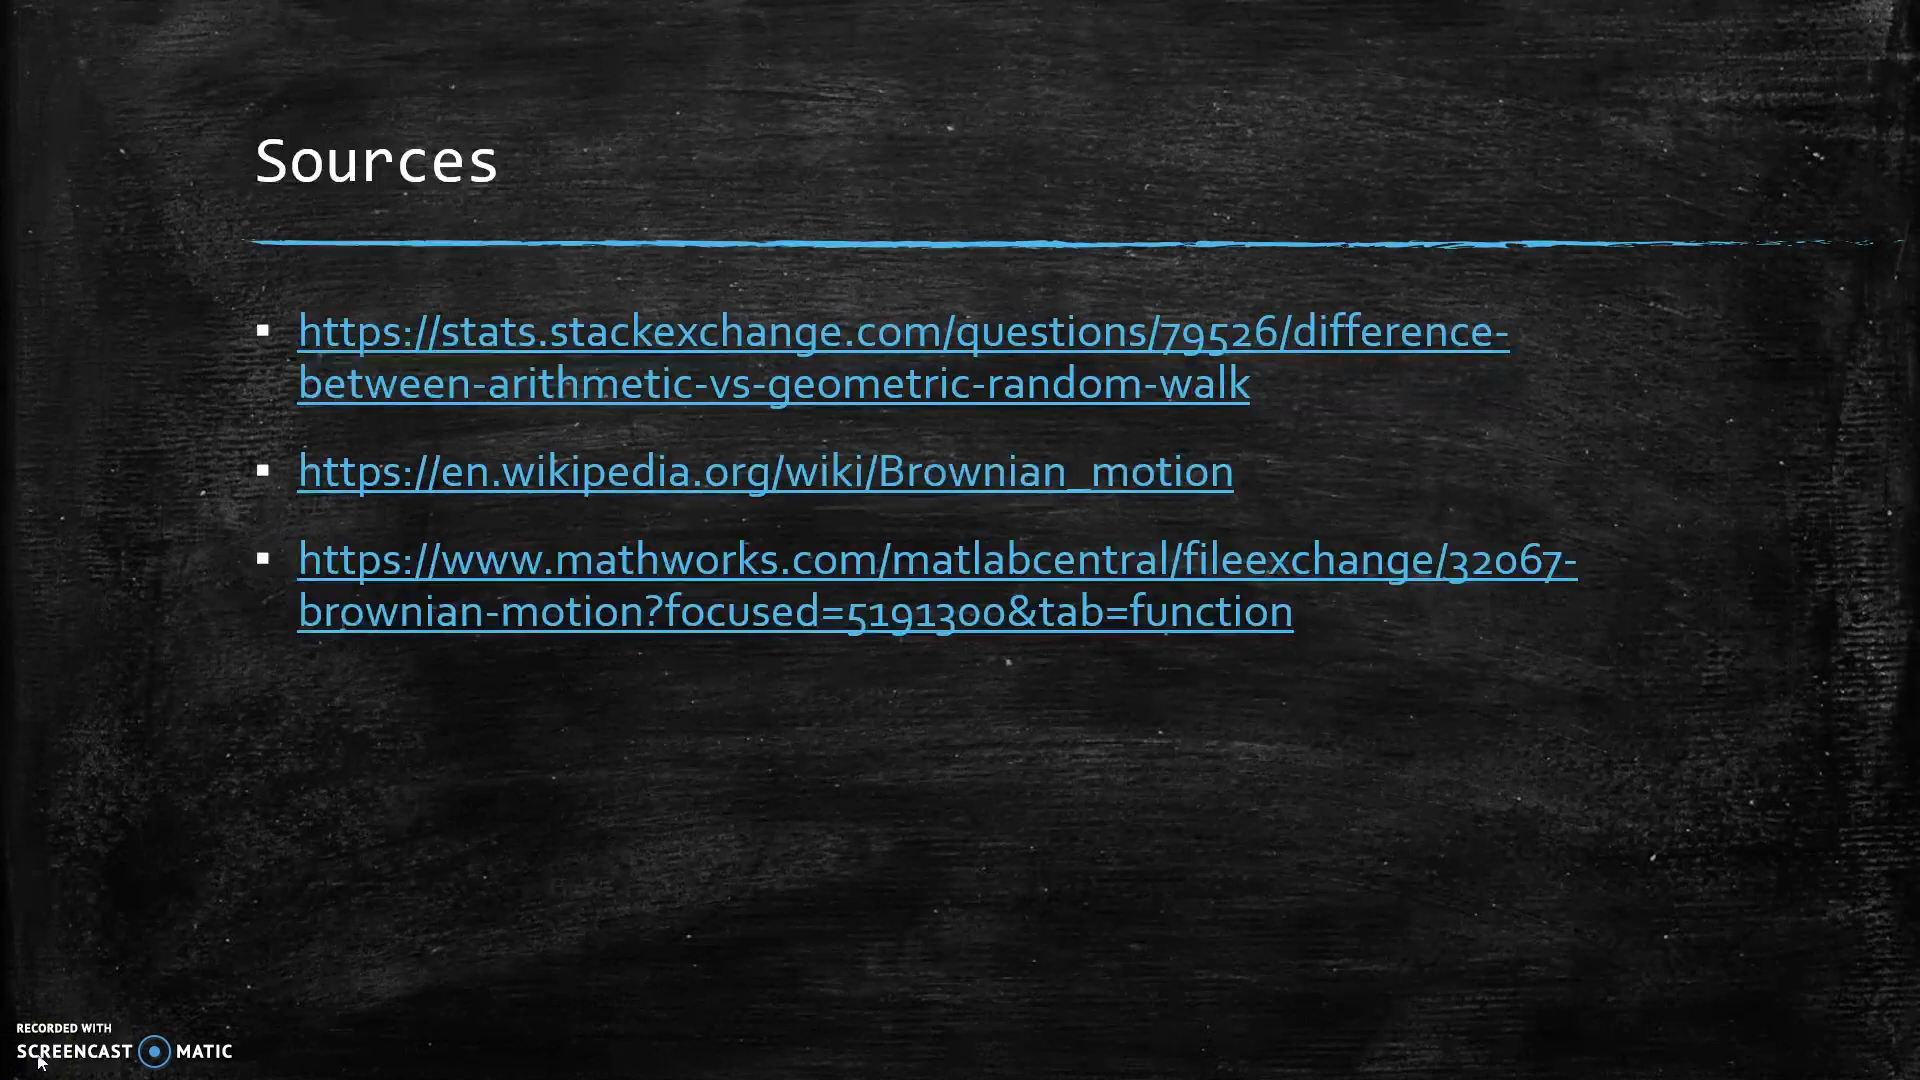 Sources
https://stats.stackexchange.com/questions/79526/difference-
between-arithmetic-vs-geometric-random-walk
https://en.wikipedia.org/wiki/Brownian_motion
https://www.mathworks.com/matlabcentral/fileexchange/32067-
brownian-motion?focused=5191300&tab=function
RECORDED WITH
SCREENCAST MATIC